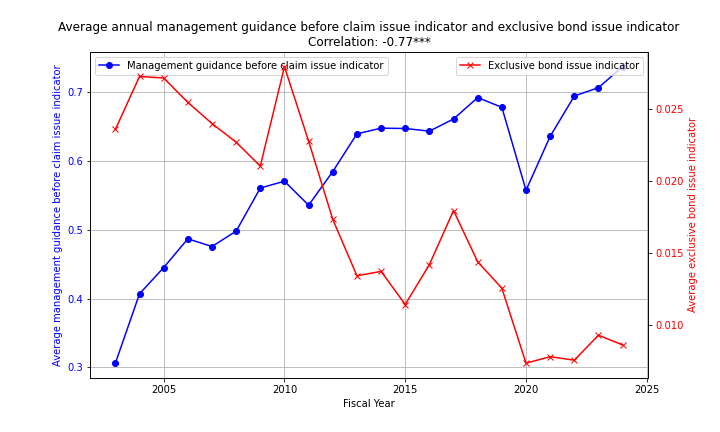 Average annual management guidance before claim issue indicator and exclusive bond issue indicator
Correlation: -0.77***
Management guidance before claim issue indicator
Exclusive bond issue indicator
Average management guidance before claim issue indicator
0.7
0.6
0.5
0.4
0.3
0.025
0.020
0.015
0.010
Average exclusive bond issue indicator
2005
2010
2015
2020
2025
Fiscal Year